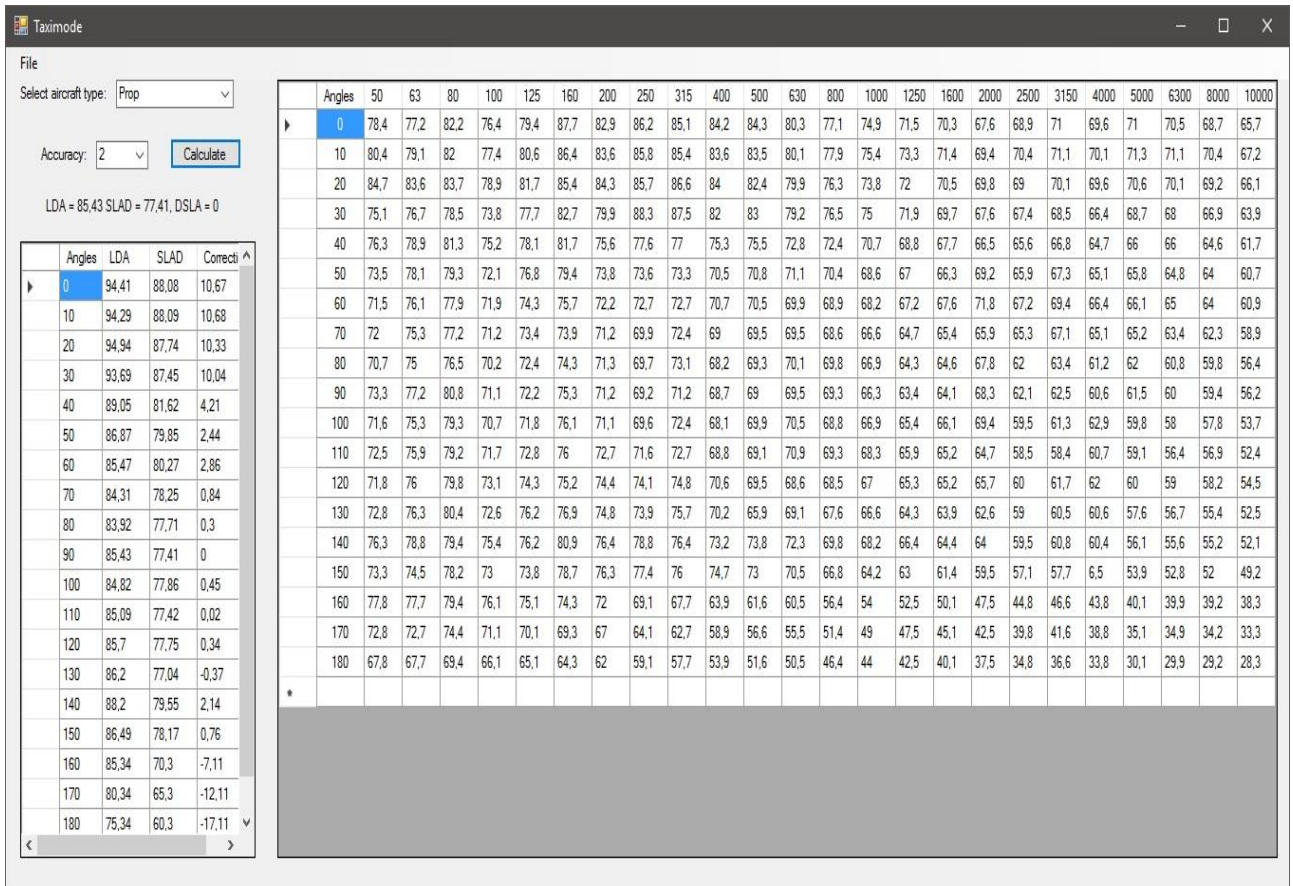 Taximode
File
Select aircraft type: Prop
Accuracy: 2 Calculate
LDA = 85,43 SLAD = 77,41, DSLA = 0
Angles LDA SLAD Correcti
0 94,41 88,08 10,67
10 94,29 88,09 10,68
20 94,94 87,74 10,33
30 93,69 87,45 10,04
40 89,05 81,62 4,21
50 86,87 79,85 2,44
60 85,47 80,27 2,86
70 84,31 78,25 0,84
80 83,92 77,71 0,3
90 85,43 77,41 0
100 84,82 77,86 0,45
110 85,09 77,42 0,02
120 85,7 77,75 0,34
130 86,2 77,04 -0,37
140 88,2 79,55 2,14
150 86,49 78,17 0,76
160 85,34 70,3 -7,11
170 80,34 65,3 -12,11
180 75,34 60,3 -17,11
Angles 50 63 80 100 125 160 200 250 315 400 500 630 800 1000 1250 1600 2000 2500 3150 4000 5000 6300 8000 10000
0 78,4 77,2 82,2 76,4 79,4 87,7 82,9 86,2 85,1 84,2 84,3 80,3 77,1 74,9 71,5 70,3 67,6 68,9 71 69,6 71 70,5 68,7 65,7
10 80,4 79,1 82 77,4 80,6 86,4 83,6 85,8 85,4 83,6 83,5 80,1 77,9 75,4 73,3 71,4 69,4 70,4 71,1 70,1 71,3 71,1 70,4 67,2
20 84,7 83,6 83,7 78,9 81,7 85,4 84,3 85,7 86,6 84 82,4 79,9 76,3 73,8 72 70,5 69,8 69 70,1 69,6 70,6 70,1 69,2 66,1
30 75,1 76,7 78,5 73,8 77,7 82,7 79,9 88,3 87,5 82 83 79,2 76,5 75 71,9 69,7 67,6 67,4 68,5 66,4 68,7 68 66,9 63,9
40 76,3 78,9 81,3 75,2 78,1 81,7 75,6 77,6 77 75,3 75,5 72,8 72,4 70,7 68,8 67,7 66,5 65,6 66,8 64,7 66 66 64,6 61,7
50 73,5 78,1 79,3 72,1 76,8 79,4 73,8 73,6 73,3 70,5 70,8 71,1 70,4 68,6 67 66,3 69,2 65,9 67,3 65,1 65,8 64,8 64 60,7
60 71,5 76,1 77,9 71,9 74,3 75,7 72,2 72,7 72,7 70,7 70,5 69,9 68,9 68,2 67,2 67,6 71,8 67,2 69,4 66,4 66,1 65 64 60,9
70 72 75,3 77,2 71,2 73,4 73,9 71,2 69,9 72,4 69 69,5 69,5 68,6 66,6 64,7 65,4 65,9 65,3 67,1 65,1 65,2 63,4 62,3 58,9
80 70,7 75 76,5 70,2 72,4 74,3 71,3 69,7 73,1 68,2 69,3 70,1 69,8 66,9 64,3 64,6 67,8 62 63,4 61,2 62 60,8 59,8 56,4
90 73,3 77,2 80,8 71,1 72,2 75,3 71,2 69,2 71,2 68,7 69 69,5 69,3 66,3 63,4 64,1 68,3 62,1 62,5 60,6 61,5 60 59,4 56,2
100 71,6 75,3 79,3 70,7 71,8 76,1 71,1 69,6 72,4 68,1 69,9 70,5 68,8 66,9 65,4 66,1 69,4 59,5 61,3 62,9 59,8 58 57,8 53,7
110 72,5 75,9 79,2 71,7 72,8 76 72,7 71,6 72,7 68,8 69,1 70,9 69,3 68,3 65,9 65,2 64,7 58,5 58,4 60,7 59,1 56,4 56,9 52,4
120 71,8 76 79,8 73,1 74,3 75,2 74,4 74,1 74,8 70,6 69,5 68,6 68,5 67 65,3 65,2 65,7 60 61,7 62 60 59 58,2 54,5
130 72,8 76,3 80,4 72,6 76,2 76,9 74,8 73,9 75,7 70,2 65,9 69,1 67,6 66,6 64,3 63,9 62,6 59 60,5 60,6 57,6 56,7 55,4 52,5
140 76,3 78,8 79,4 75,4 76,2 80,9 76,4 78,8 76,4 73,2 73,8 72,3 69,8 68,2 66,4 64,4 64 59,5 60,8 60,4 56,1 55,6 55,2 52,1
150 73,3 74,5 78,2 73 73,8 78,7 76,3 77,4 76 74,7 73 70,5 66,8 64,2 63 61,4 59,5 57,1 57,7 6,5 53,9 52,8 52 49,2
160 77,8 77,7 79,4 76,1 75,1 74,3 72 69,1 67,7 63,9 61,6 60,5 56,4 54 52,5 50,1 47,5 44,8 46,6 43,8 40,1 39,9 39,2 38,3
170 72,8 72,7 74,4 71,1 70,1 69,3 67 64,1 62,7 58,9 56,6 55,5 51,4 49 47,5 45,1 42,5 39,8 41,6 38,8 35,1 34,9 34,2 33,3
180 67,8 67,7 69,4 66,1 65,1 64,3 62 59,1 57,7 53,9 51,6 50,5 46,4 44 42,5 40,1 37,5 34,8 36,6 33,8 30,1 29,9 29,2 28,3